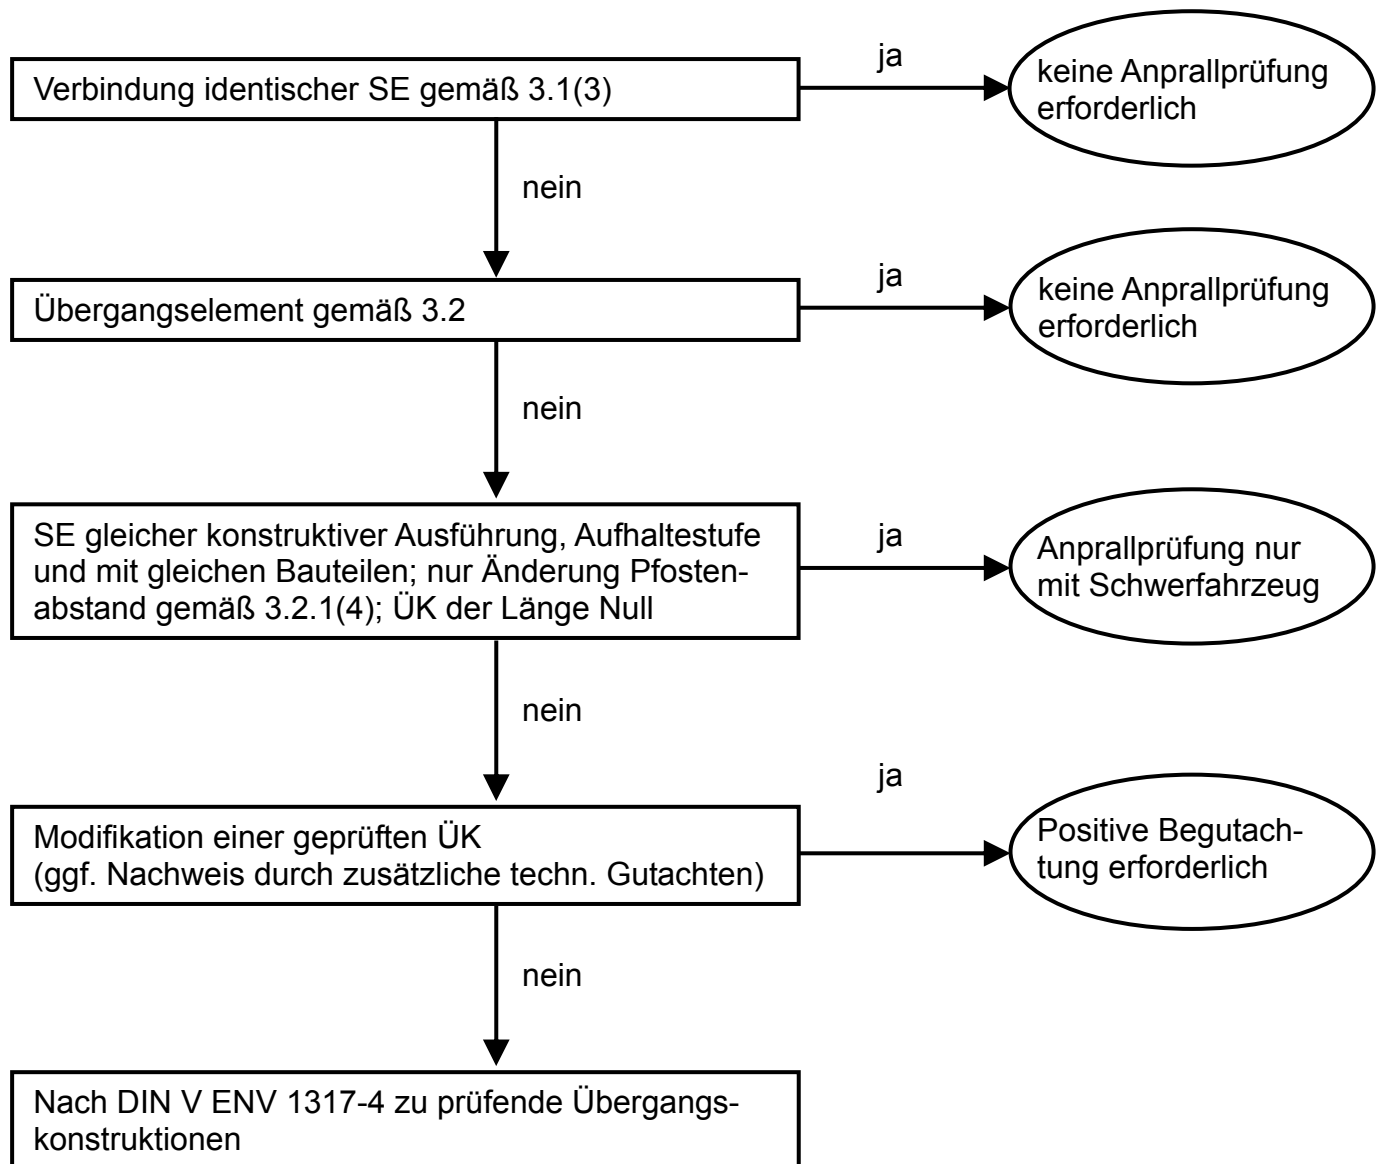 Verbindung identischer SE gemäß 3.1(3)
ja
keine Anprallprüfung
erforderlich
nein
Übergangselement gemäß 3.2
ja
keine Anprallprüfung
erforderlich
nein
SE gleicher konstruktiver Ausführung, Aufhaltestufe
und mit gleichen Bauteilen; nur Änderung Pfosten-
abstand gemäß 3.2.1(4); ÜK der Länge Null
ja
Anprallprüfung nur
mit Schwerfahrzeug
nein
Modifikation einer geprüften ÜK
(ggf. Nachweis durch zusätzliche techn. Gutachten)
ja
Positive Begutach-
tung erforderlich
nein
Nach DIN V ENV 1317-4 zu prüfende Übergangs-
konstruktionen